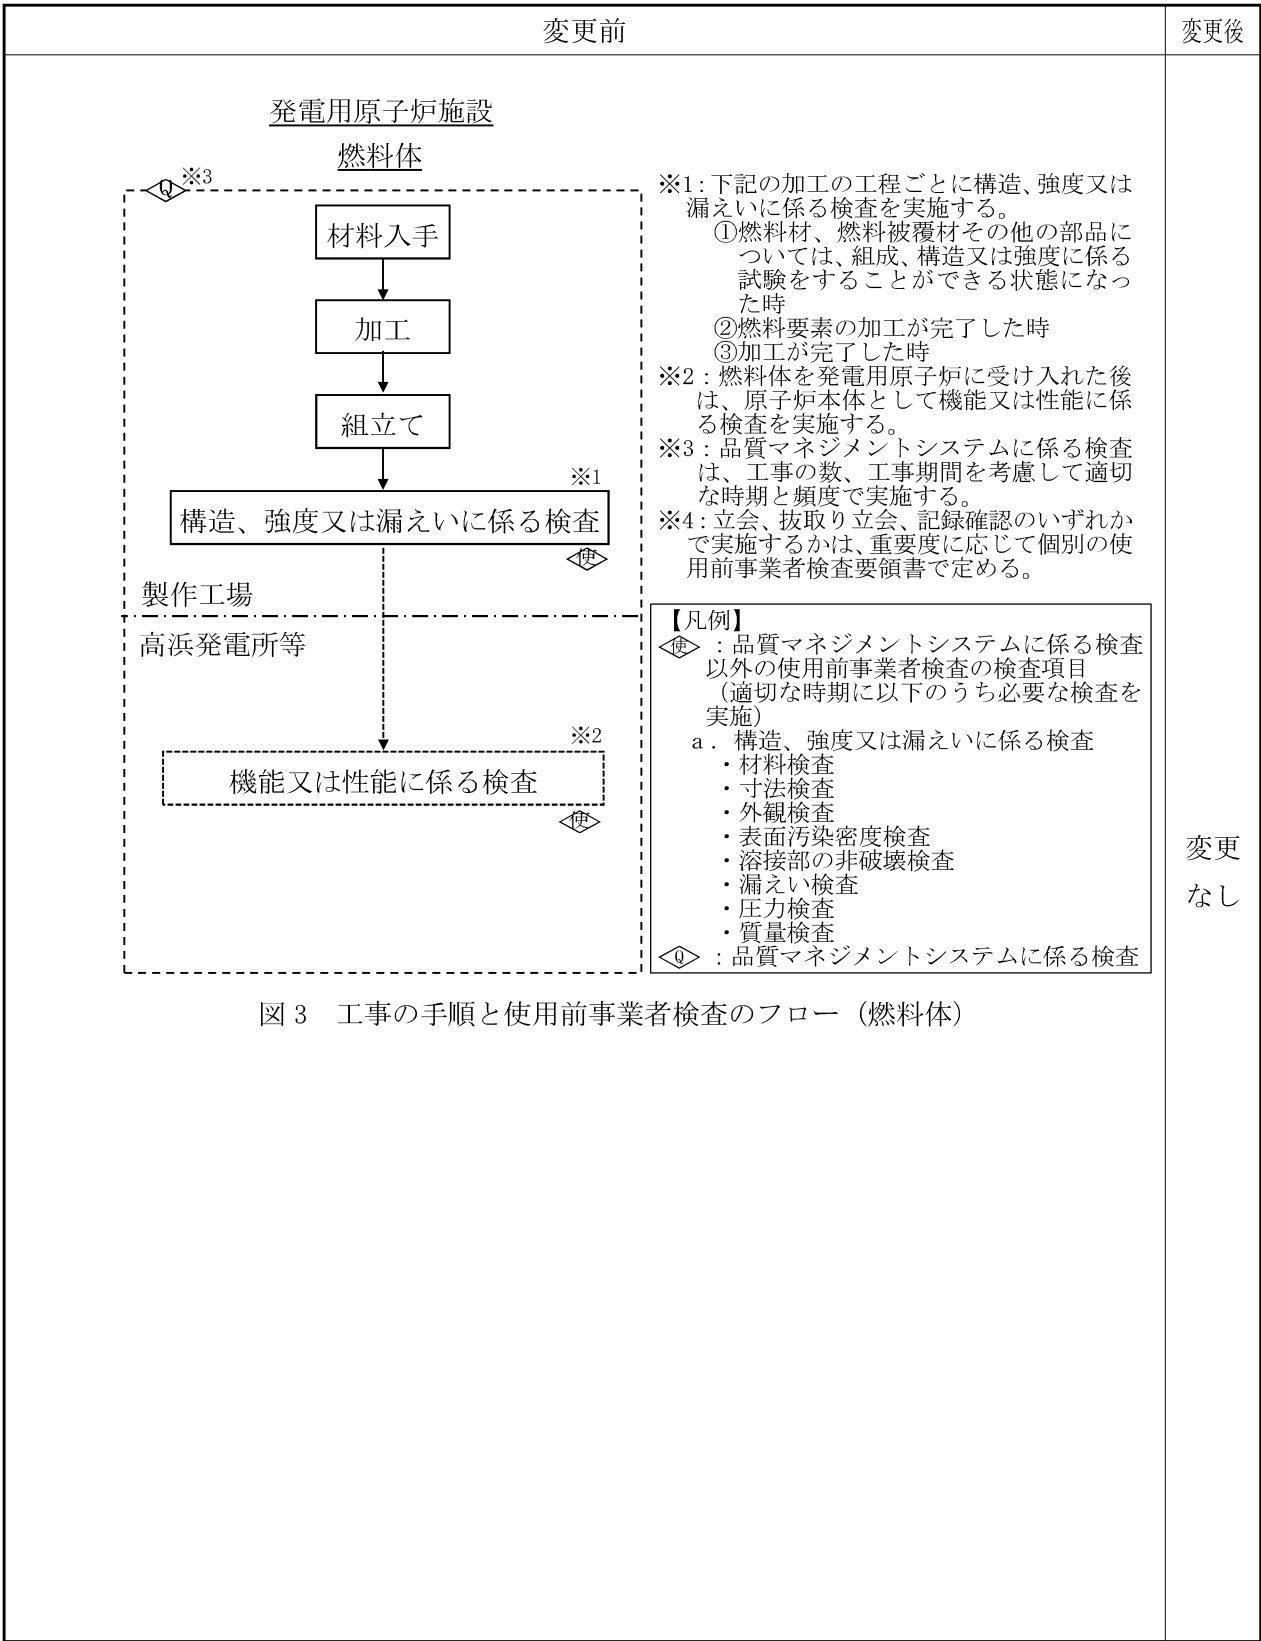 変更前
変更後
発電用原子炉施設
燃料体
Q
※3
材料入手
加工
組立て
※1
構造、強度又は漏えいに係る検査
使
製作工場
高浜発電所等
※2
機能又は性能に係る検査
使
※1:下記の加工の工程ごとに構造、強度又は
漏えいに係る検査を実施する。
①燃料材、燃料被覆材その他の部品に
ついては、組成、構造又は強度に係る
試験をすることができる状態になっ
た時
②燃料要素の加工が完了した時
③加工が完了した時
※2：燃料体を発電用原子炉に受け入れた後
は、原子炉本体として機能又は性能に係
る検査を実施する。
※3：品質マネジメントシステムに係る検査
は、工事の数、工事期間を考慮して適切
な時期と頻度で実施する。
※4:立会、抜取り立会、記録確認のいずれか
で実施するかは、重要度に応じて個別の使
用前事業者検査要領書で定める。
【凡例】
使：品質マネジメントシステムに係る検査
以外の使用前事業者検査の検査項目
（適切な時期に以下のうち必要な検査を
実施）
a．構造、強度又は漏えいに係る検査
・材料検査
・寸法検査
・外観検査
・表面汚染密度検査
・溶接部の非破壊検査
・漏えい検査
・圧力検査
・質量検査
Q：品質マネジメントシステムに係る検査
変更
なし
図3　工事の手順と使用前事業者検査のフロー（燃料体）